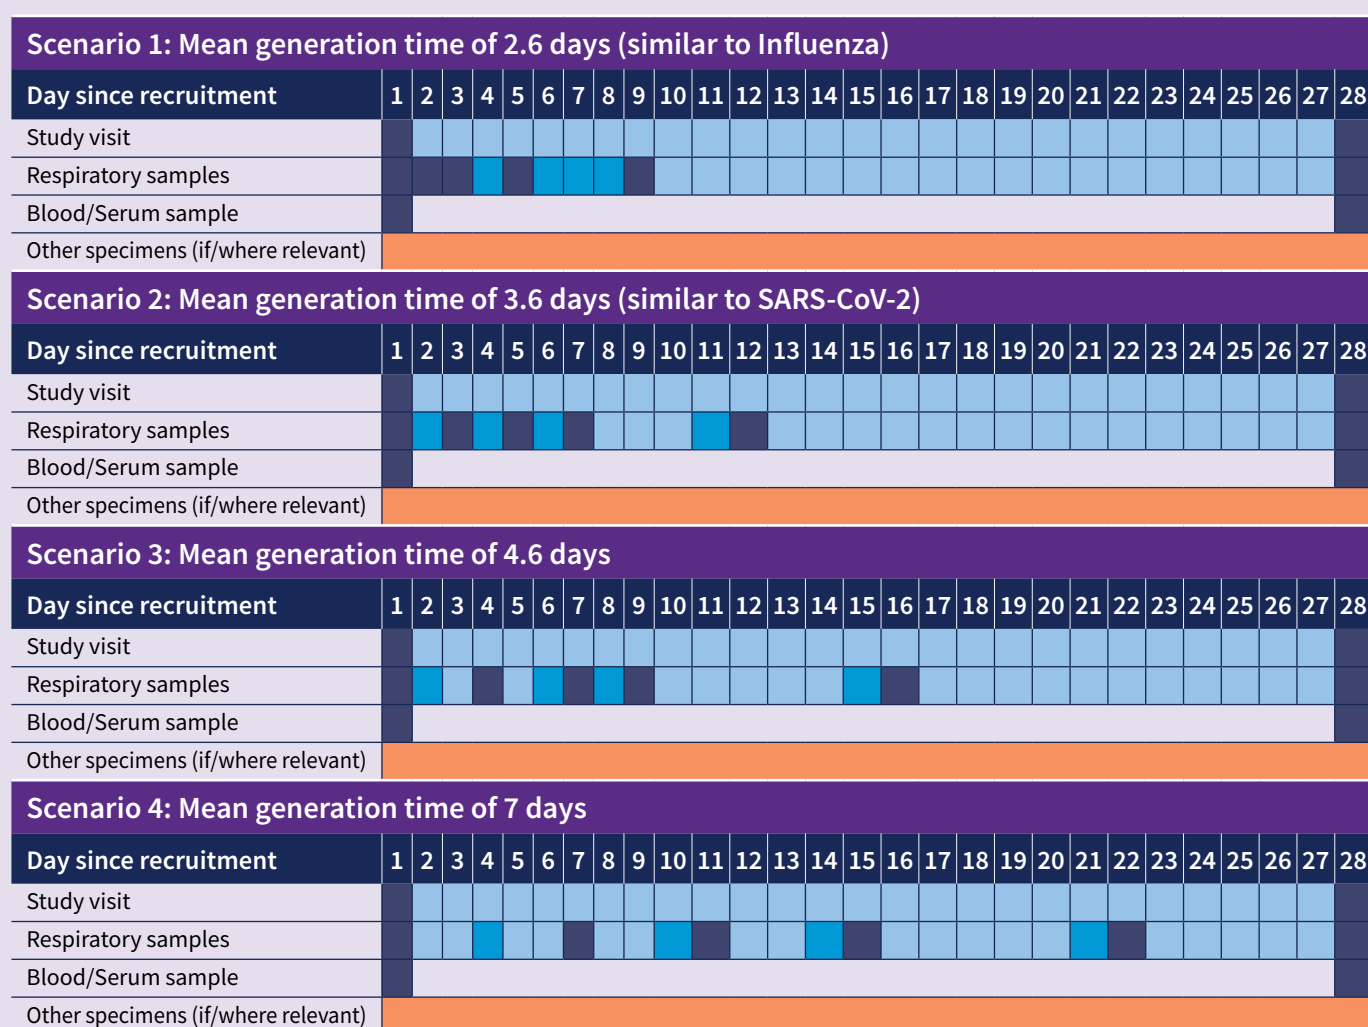 Scenario 1: Mean generation time of 2.6 days (similar to Influenza)
Day since recruitment 1 2 3 4 5 6 7 8 9 10 11 12 13 14 15 16 17 18 19 20 21 22 23 24 25 26 27 28
Study visit
Respiratory samples
Blood/Serum sample
Other specimens (if/where relevant)
Scenario 2: Mean generation time of 3.6 days (similar to SARS-CoV-2)
Day since recruitment 1 2 3 4 5 6 7 8 9 10 11 12 13 14 15 16 17 18 19 20 21 22 23 24 25 26 27 28
Study visit
Respiratory samples
Blood/Serum sample
Other specimens (if/where relevant)
Scenario 3: Mean generation time of 4.6 days
Day since recruitment 1 2 3 4 5 6 7 8 9 10 11 12 13 14 15 16 17 18 19 20 21 22 23 24 25 26 27 28
Study visit
Respiratory samples
Blood/Serum sample
Other specimens (if/where relevant)
Scenario 4: Mean generation time of 7 days
Day since recruitment 1 2 3 4 5 6 7 8 9 10 11 12 13 14 15 16 17 18 19 20 21 22 23 24 25 26 27 28
Study visit
Respiratory samples
Blood/Serum sample
Other specimens (if/where relevant)